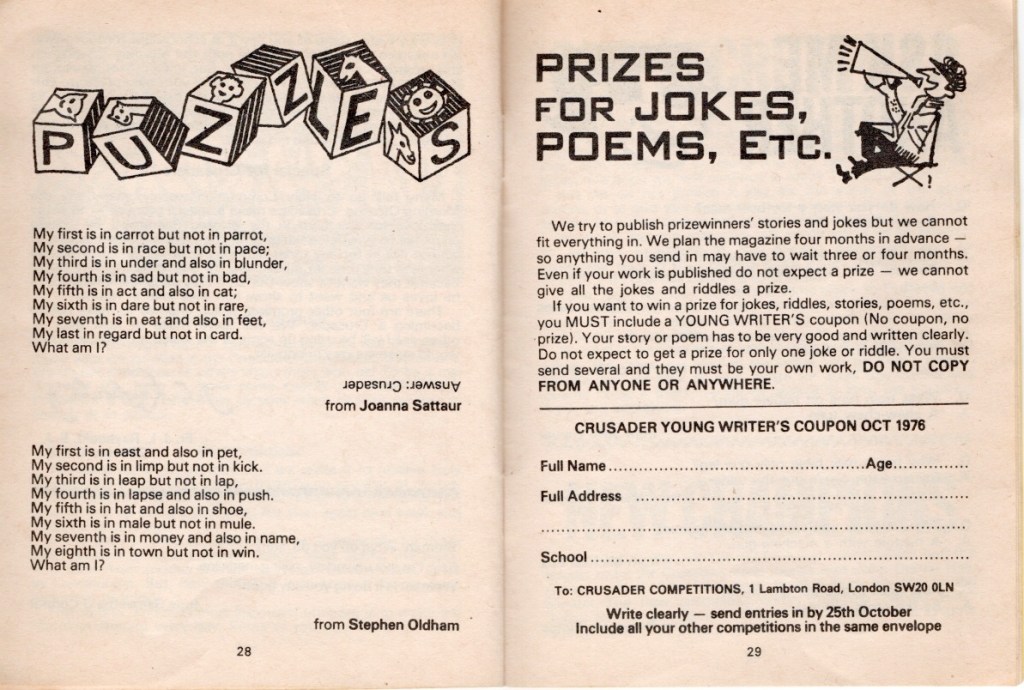 PUZZLES
My first is in carrot but not in parrot,
My second is in race but not in pace;
My third is in under and also in blunder,
My fourth is in sad but not in bad,
My fifth is in act and also in cat;
My sixth is in dare but not in rare,
My seventh is in eat and also in feet,
My last in regard but not in card.
What am I?
Answer: Crusader
from Joanna Sattaur
My first is in east and also in pet,
My second is in limp but not in kick.
My third is in leap but not in lap,
My fourth is in lapse and also in push.
My fifth is in hat and also in shoe,
My sixth is in male but not in mule.
My seventh is in money and also in name,
My eighth is in town but not in win.
What am I?
from Stephen Oldham
28
PRIZES
FOR JOKES,
POEMS, ETC.
We try to publish prizewinners' stories and jokes but we cannot
fit everything in. We plan the magazine four months in advance —
so anything you send in may have to wait three or four months.
Even if your work is published do not expect a prize — we cannot
give all the jokes and riddles a prize.
If you want to win a prize for jokes, riddles, stories, poems, etc.,
you MUST include a YOUNG WRITER'S coupon (No coupon, no
prize). Your story or poem has to be very good and written clearly.
Do not expect to get a prize for only one joke or riddle. You must
send several and they must be your own work, DO NOT COPY
FROM ANYONE OR ANYWHERE.
CRUSADER YOUNG WRITER'S COUPON OCT 1976
Full Name..........................................................Age.................
Full Address ............................................................................
................................................................................................
School......................................................................................
To: CRUSADER COMPETITIONS, 1 Lambton Road, London SW20 0LN
Write clearly — send entries in by 25th October
Include all your other competitions in the same envelope
29